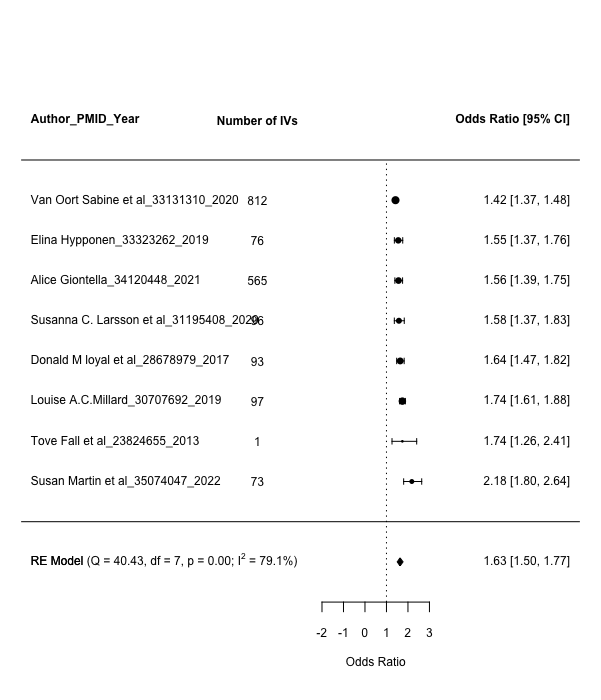 Author_PMID_Year Number of IVs Odds Ratio [95% CI]
Van Oort Sabine et al_33131310_2020 812 1.42 [1.37, 1.48]
Elina Hypponen_33323262_2019 76 1.55 [1.37, 1.76]
Alice Giontella_34120448_2021 565 1.56 [1.39, 1.75]
Susanna C. Larsson et al_31195408_2020 96 1.58 [1.37, 1.83]
Donald M loyal et al_28678979_2017 93 1.64 [1.47, 1.82]
Louise A.C.Millard_30707692_2019 97 1.74 [1.61, 1.88]
Tove Fall et al_23824655_2013 1 1.74 [1.26, 2.41]
Susan Martin et al_35074047_2022 73 2.18 [1.80, 2.64]
RE Model (Q = 40.43, df = 7, p = 0.00; I² = 79.1%) 1.63 [1.50, 1.77]
-2 -1 0 1 2 3
Odds Ratio